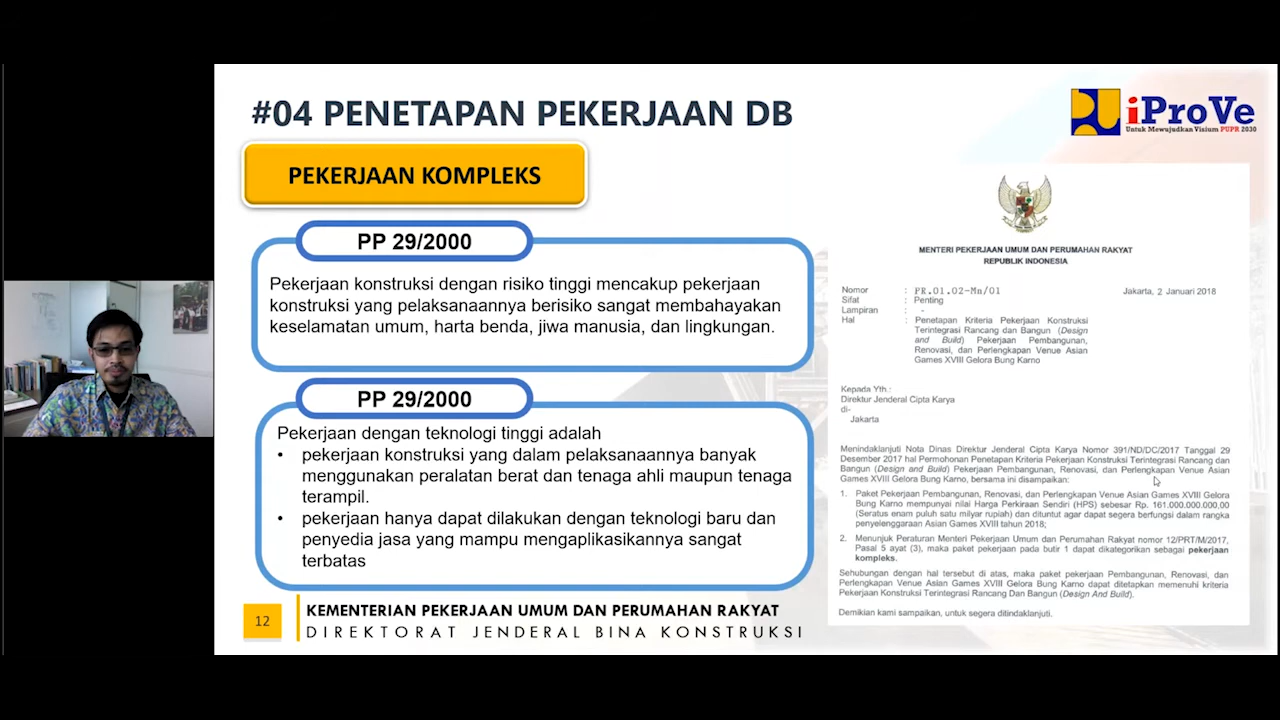 #04 PENETAPAN PEKERJAAN DB
iProVe
Untuk Mewujudkan Visium PUPR 2030
PEKERJAAN KOMPLEKS
PP 29/2000
Pekerjaan konstruksi dengan risiko tinggi mencakup pekerjaan
konstruksi yang pelaksanaannya berisiko sangat membahayakan
keselamatan umum, harta benda, jiwa manusia, dan lingkungan.
PP 29/2000
Pekerjaan dengan teknologi tinggi adalah
• pekerjaan konstruksi yang dalam pelaksanaannya banyak
menggunakan peralatan berat dan tenaga ahli maupun tenaga
terampil.
• pekerjaan hanya dapat dilakukan dengan teknologi baru dan
penyedia jasa yang mampu mengaplikasikannya sangat
terbatas
12
KEMENTERIAN PEKERJAAN UMUM DAN PERUMAHAN RAKYAT
DIREKTORAT JENDERAL BINA KONSTRUKSI
MENTERI PEKERJAAN UMUM DAN PERUMAHAN RAKYAT
REPUBLIK INDONESIA
Nomor : PR.01.02-Mn/01 Jakarta, 2 Januari 2018
Sifat : Penting
Lampiran : -
Hal : Penetapan Kriteria Pekerjaan Konstruksi
Terintegrasi Rancang dan Bangun (Design
and Build) Pekerjaan Pembangunan,
Renovasi, dan Perlengkapan Venue Asian
Games XVIII Gelora Bung Karno
Kepada Yth.:
Direktur Jenderal Cipta Karya
di-
Jakarta
Menindaklanjuti Nota Dinas Direktur Jenderal Cipta Karya Nomor 391/ND/DC/2017 Tanggal 29
Desember 2017 hal Permohonan Penetapan Kriteria Pekerjaan Konstruksi Terintegrasi Rancang dan
Bangun (Design and Build) Pekerjaan Pembangunan, Renovasi, dan Perlengkapan Venue Asian
Games XVIII Gelora Bung Karno, bersama ini disampaikan:
1. Paket Pekerjaan Pembangunan, Renovasi, dan Perlengkapan Venue Asian Games XVIII Gelora
Bung Karno mempunyai nilai Harga Perkiraan Sendiri (HPS) sebesar Rp. 161.000.000.000,00
(Seratus enam puluh satu milyar rupiah) dan dituntut agar dapat segera berfungsi dalam rangka
penyelenggaraan Asian Games XVIII tahun 2018;
2. Menunjuk Peraturan Menteri Pekerjaan Umum dan Perumahan Rakyat nomor 12/PRT/M/2017,
Pasal 5 ayat (3), maka paket pekerjaan pada butir 1 dapat dikategorikan sebagai pekerjaan
kompleks.
Sehubungan dengan hal tersebut di atas, maka paket pekerjaan Pembangunan, Renovasi, dan
Perlengkapan Venue Asian Games XVIII Gelora Bung Karno dapat ditetapkan memenuhi kriteria
Pekerjaan Konstruksi Terintegrasi Rancang Dan Bangun (Design And Build).
Demikian kami sampaikan, untuk segera ditindaklanjuti.